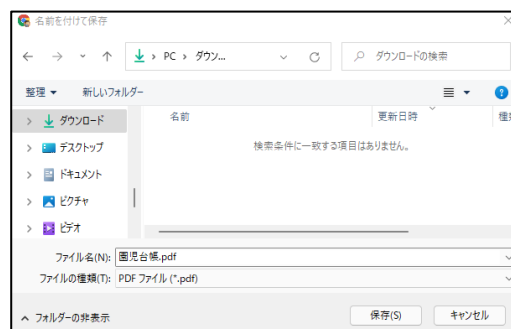 名前を付けて保存
PC › ダウン...
ダウンロードの検索
整理 新しいフォルダー
名前 更新日時
ダウンロード
検索条件に一致する項目はありません。
デスクトップ
ドキュメント
ピクチャ
ビデオ
ファイル名(N): 園児台帳.pdf
ファイルの種類(T): PDF ファイル (*.pdf)
フォルダーの非表示 保存(S) キャンセル